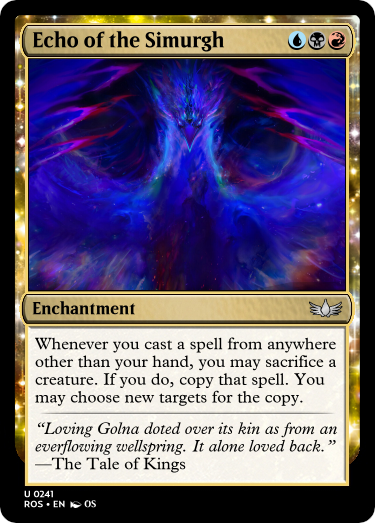 Echo of the Simurgh
Enchantment
Whenever you cast a spell from anywhere
other than your hand, you may sacrifice a
creature. If you do, copy that spell. You
may choose new targets for the copy.
“Loving Golna doted over its kin as from an
everflowing wellspring. It alone loved back.”
—The Tale of Kings
U 0241
ROS • EN OS